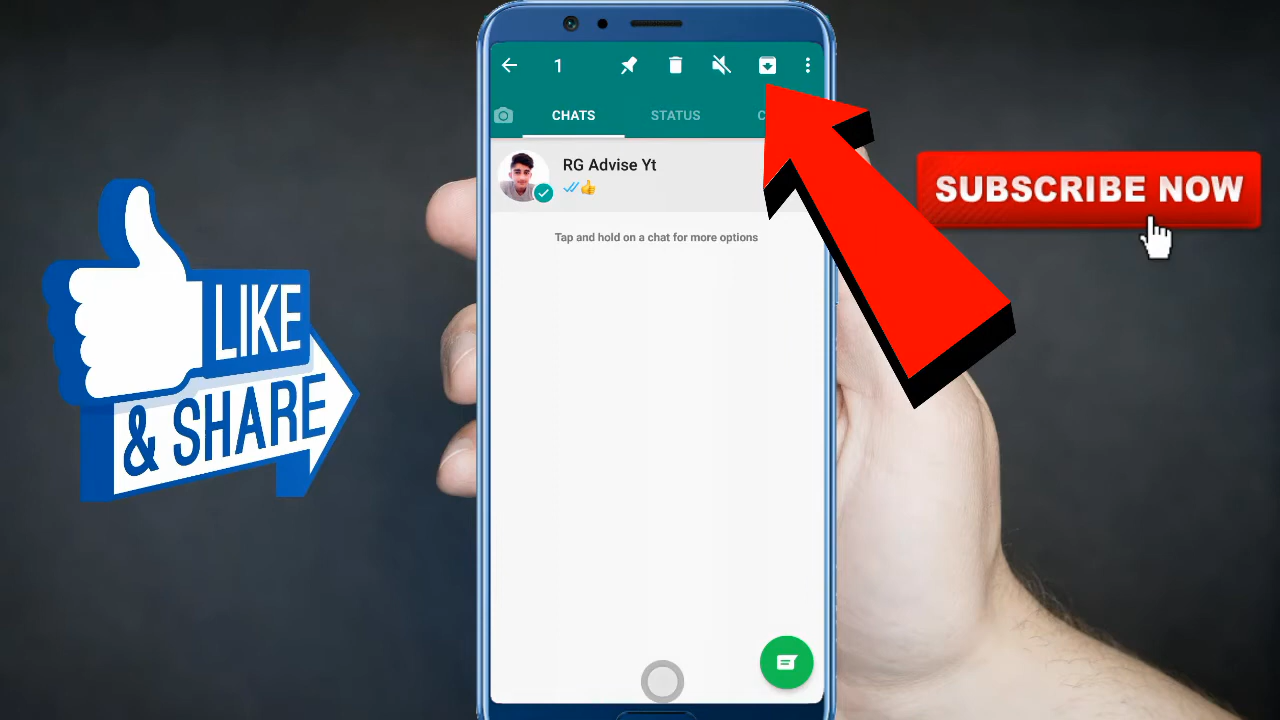 1
CHATS
STATUS
C
RG Advise Yt
👍
Tap and hold on a chat for more options
LIKE
& SHARE
SUBSCRIBE NOW